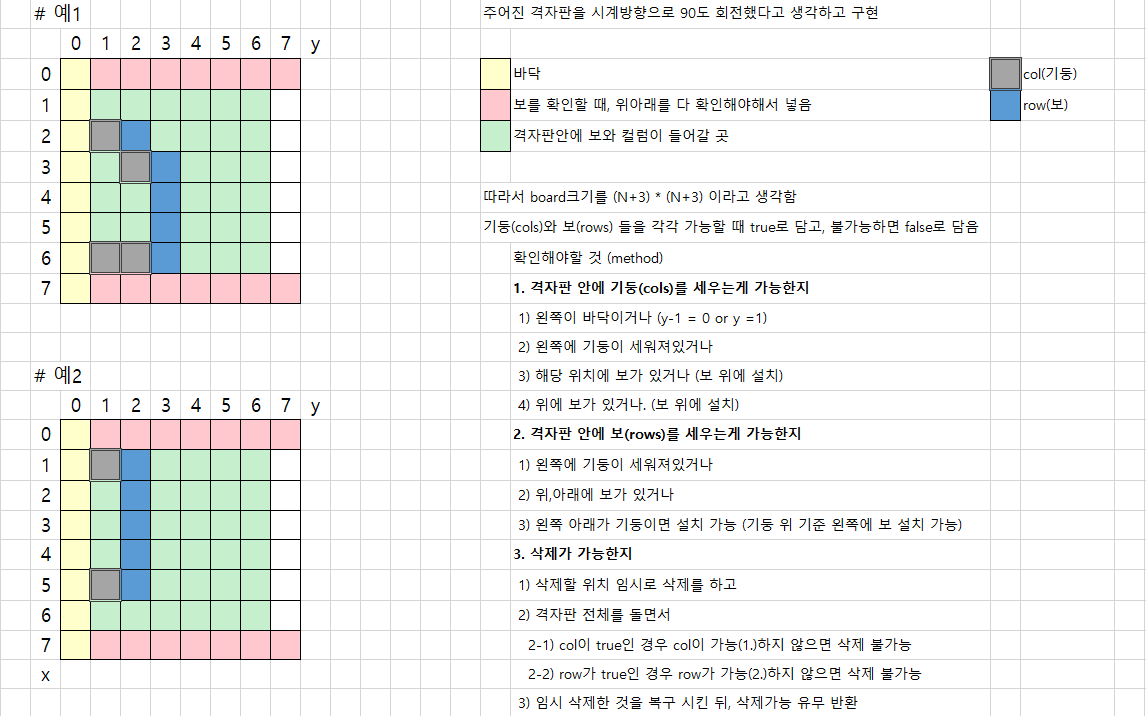 # 예1
주어진 격자판을 시계방향으로 90도 회전했다고 생각하고 구현
0 1 2 3 4 5 6 7 y
0
바닥
col(기둥)
1
보를 확인할 때, 위아래를 다 확인해야해서 넣음
row(보)
2
격자판안에 보와 컬럼이 들어갈 곳
3
4
따라서 board크기를 (N+3) * (N+3) 이라고 생각함
5
기둥(cols)와 보(rows) 들을 각각 가능할 때 true로 담고, 불가능하면 false로 담음
6
확인해야할 것 (method)
7
1. 격자판 안에 기둥(cols)를 세우는게 가능한지
1) 왼쪽이 바닥이거나 (y-1 = 0 or y =1)
2) 왼쪽에 기둥이 세워져있거나
# 예2
3) 해당 위치에 보가 있거나 (보 위에 설치)
0 1 2 3 4 5 6 7 y
4) 위에 보가 있거나. (보 위에 설치)
0
2. 격자판 안에 보(rows)를 세우는게 가능한지
1
1) 왼쪽에 기둥이 세워져있거나
2
2) 위,아래에 보가 있거나
3
3) 왼쪽 아래가 기둥이면 설치 가능 (기둥 위 기준 왼쪽에 보 설치 가능)
4
3. 삭제가 가능한지
5
1) 삭제할 위치 임시로 삭제를 하고
6
2) 격자판 전체를 돌면서
7
2-1) col이 true인 경우 col이 가능(1.)하지 않으면 삭제 불가능
x
2-2) row가 true인 경우 row가 가능(2.)하지 않으면 삭제 불가능
3) 임시 삭제한 것을 복구 시킨 뒤, 삭제가능 유무 반환